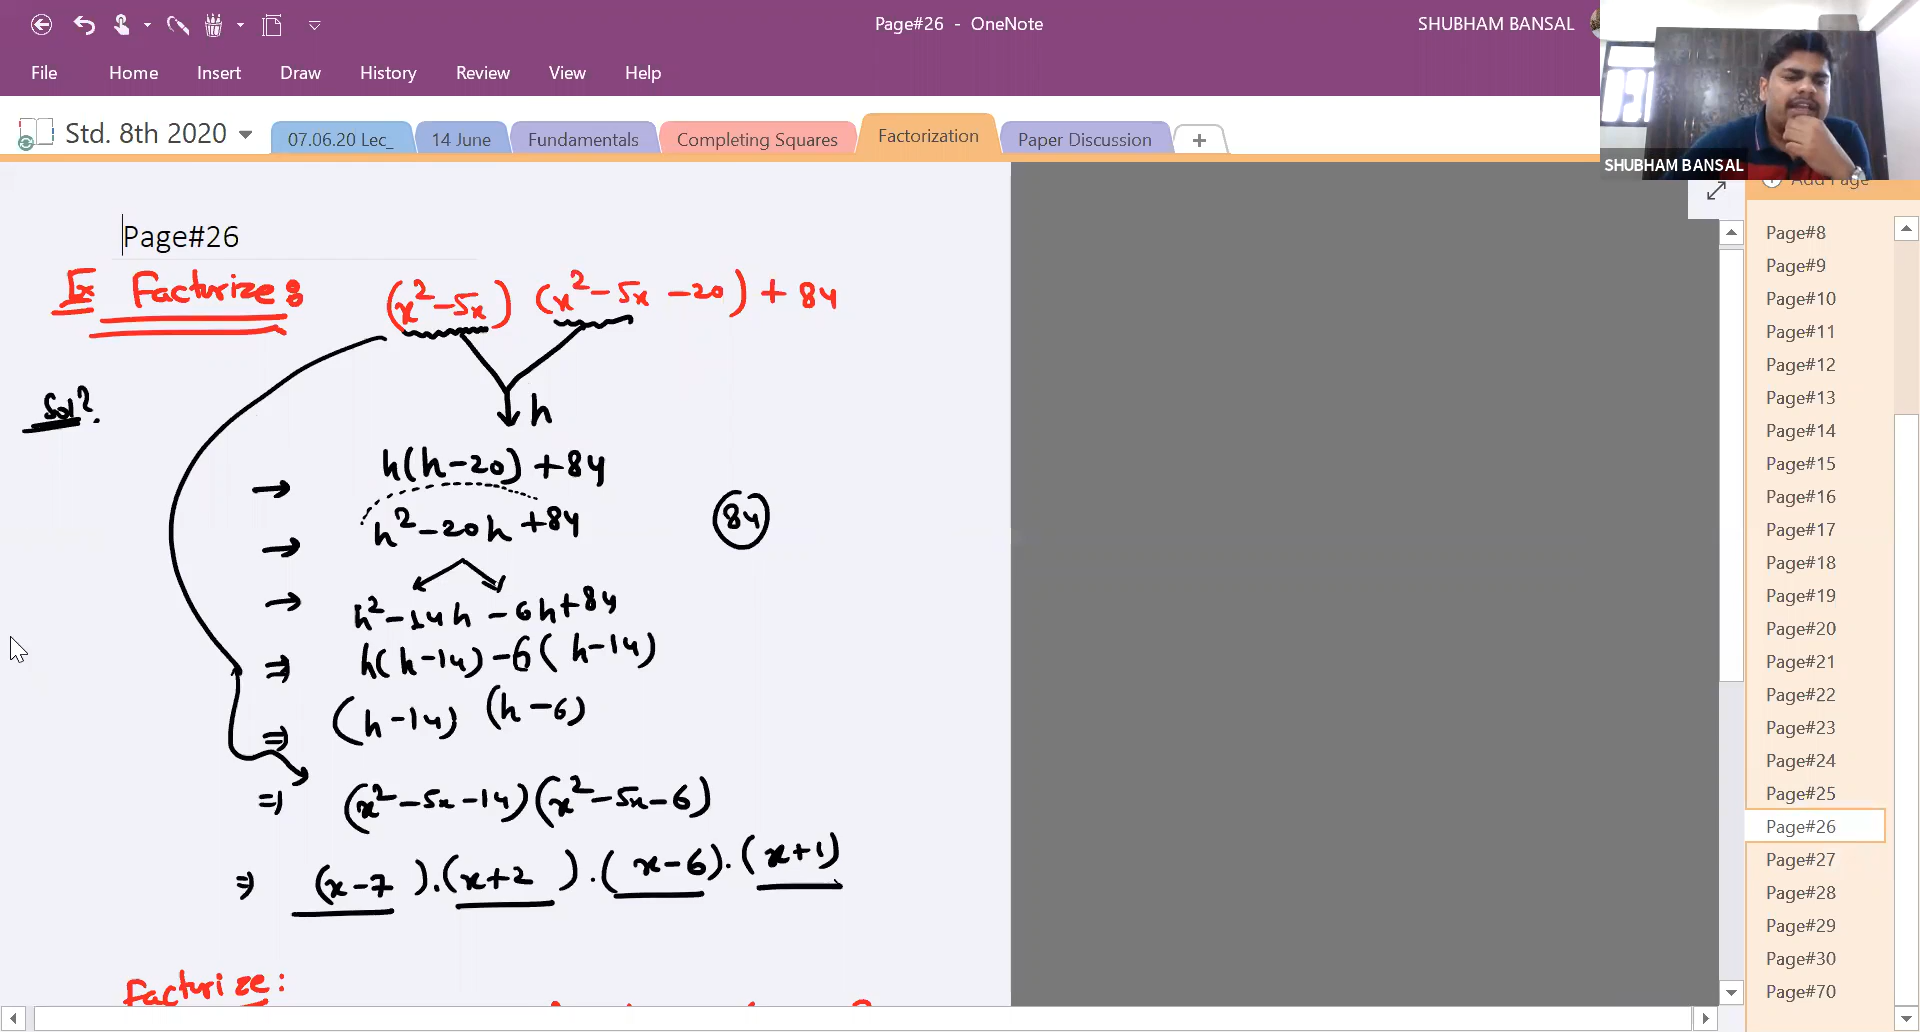 Page#26 - OneNote
SHUBHAM BANSAL
File Home Insert Draw History Review View Help
Std. 8th 2020
07.06.20 Lec_ 14 June Fundamentals Completing Squares Factorization Paper Discussion +
SHUBHAM BANSAL
Add Page
Page#26
Ex Factorize: (x²-5x) (x²-5x-20) + 84
Solⁿ.
h
h(h-20)+84
→
h²-20h+84
84
→
→ h²-14h-6h+84
⇒ h(h-14)-6(h-14)
⇒ (h-14) (h-6)
⇒ (x²-5x-14)(x²-5x-6)
⇒ (x-7).(x+2).(x-6).(x+1)
Factorize:
Page#8
Page#9
Page#10
Page#11
Page#12
Page#13
Page#14
Page#15
Page#16
Page#17
Page#18
Page#19
Page#20
Page#21
Page#22
Page#23
Page#24
Page#25
Page#26
Page#27
Page#28
Page#29
Page#30
Page#70